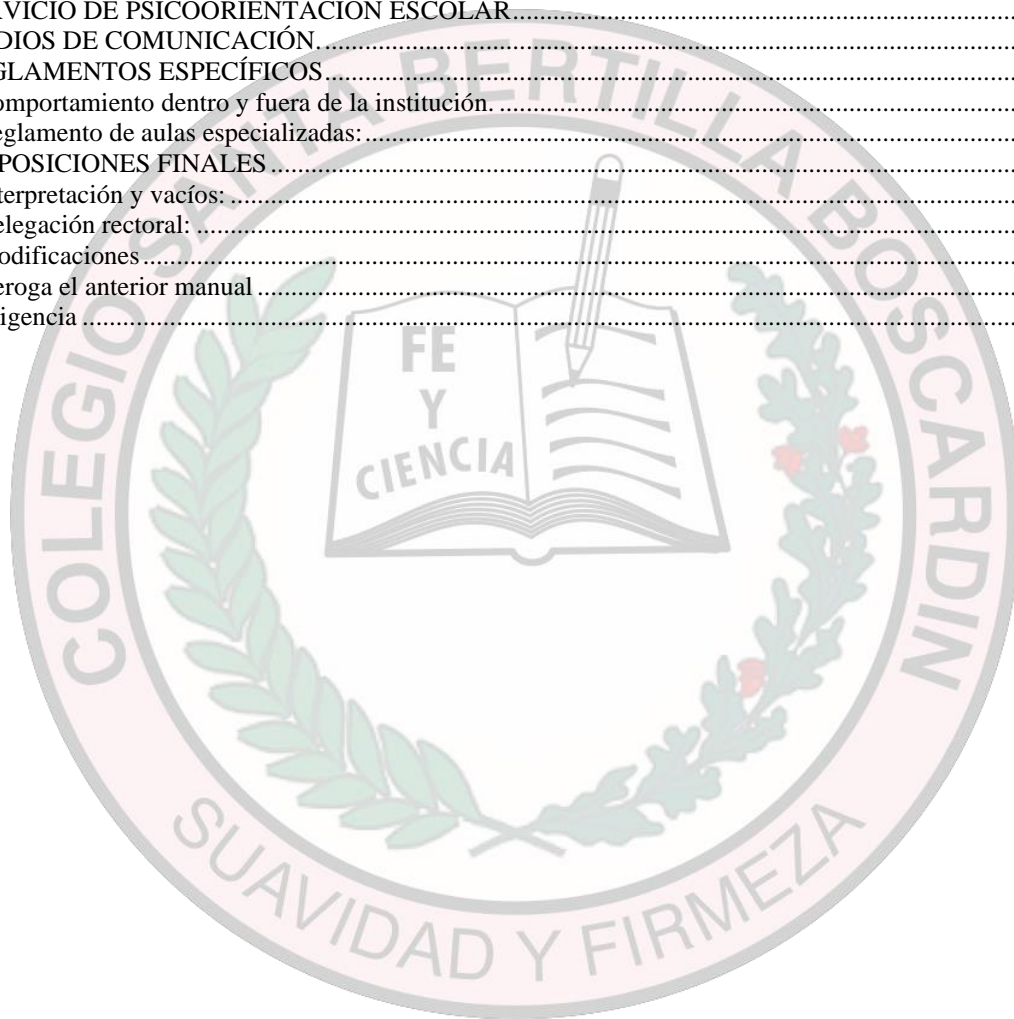 RVICIO DE PSICOORIENTACIÓN ESCOLAR
DIOS DE COMUNICACIÓN
GLAMENTOS ESPECÍFICOS
omportamiento dentro y fuera de la institución.
eglamento de aulas especializadas:
POSICIONES FINALES
terpretación y vacíos:
elegación rectoral:
odificaciones
eroga el anterior manual
igencia
COLEGIO SANTA BERTILLA BOSCARDIN
FE
Y
CIENCIA
SUAVIDAD Y FIRMEZA